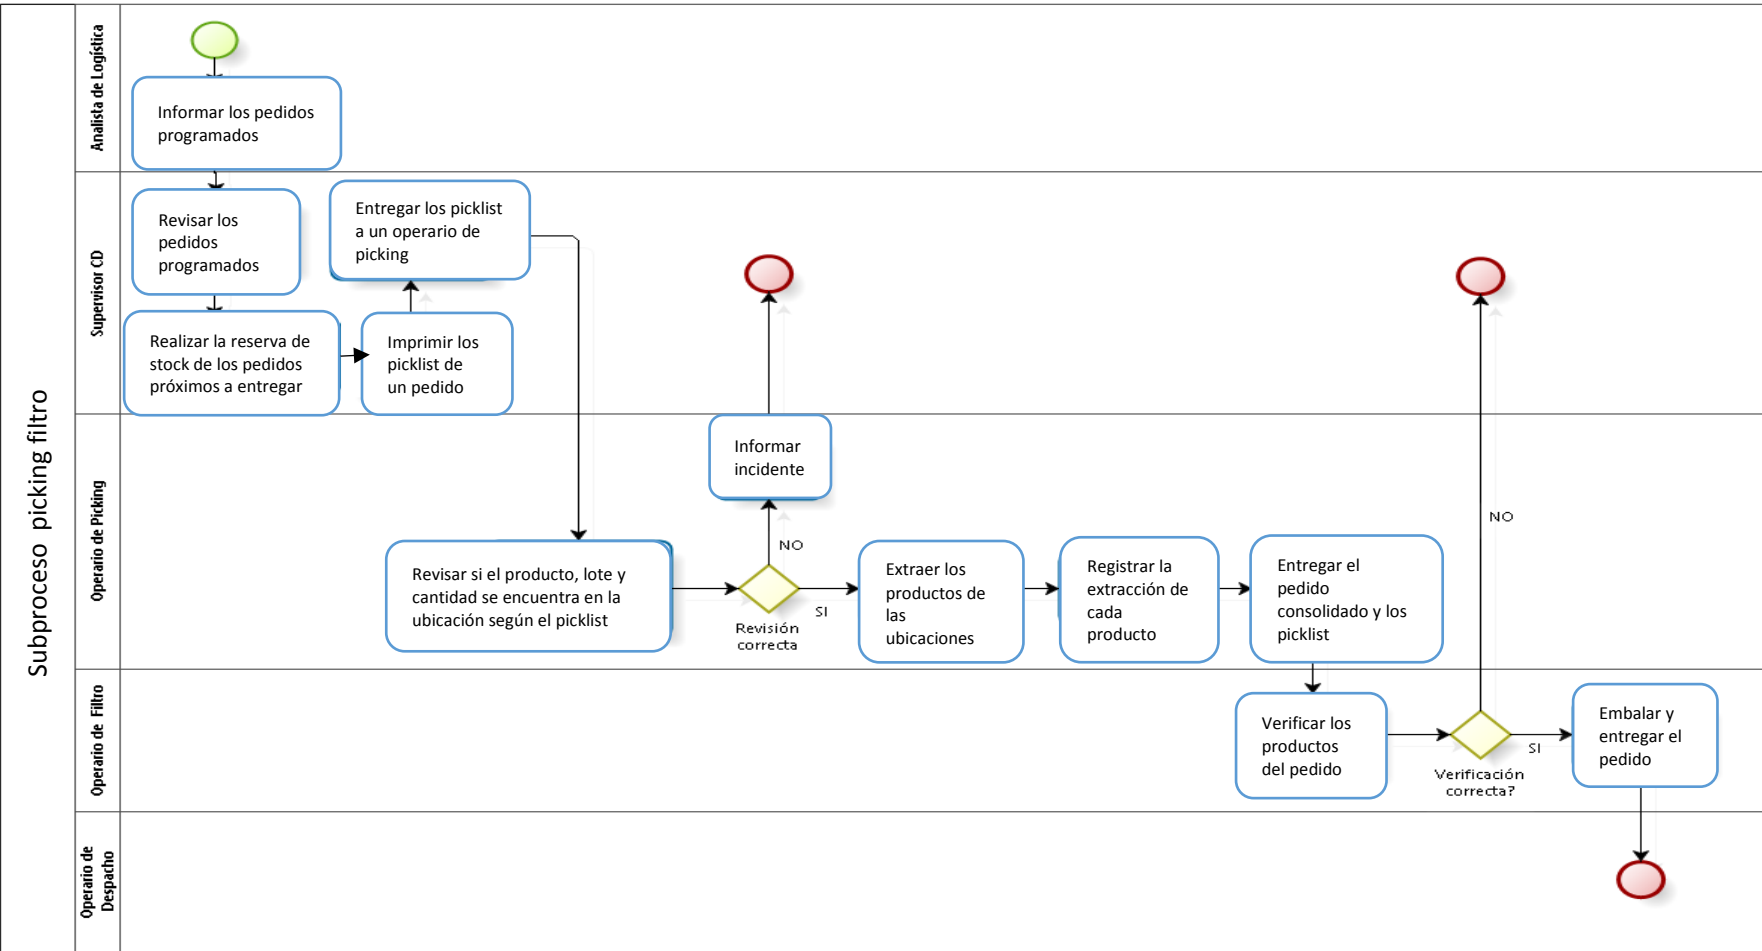 Subproceso picking filtro
Analista de Logística
Informar los pedidos
programados
Supervisor CD
Revisar los
pedidos
programados
Realizar la reserva de
stock de los pedidos
próximos a entregar
Imprimir los
picklist de
un pedido
Entregar los picklist
a un operario de
picking
Operario de Picking
Revisar si el producto, lote y
cantidad se encuentra en la
ubicación según el picklist
Revisión
correcta
NO
Informar
incidente
SI
Extraer los
productos de
las
ubicaciones
Registrar la
extracción de
cada
producto
Entregar el
pedido
consolidado y los
picklist
Operario de Filtro
Verificar los
productos
del pedido
Verificación
correcta?
NO
SI
Embalar y
entregar el
pedido
Operario de
Despacho